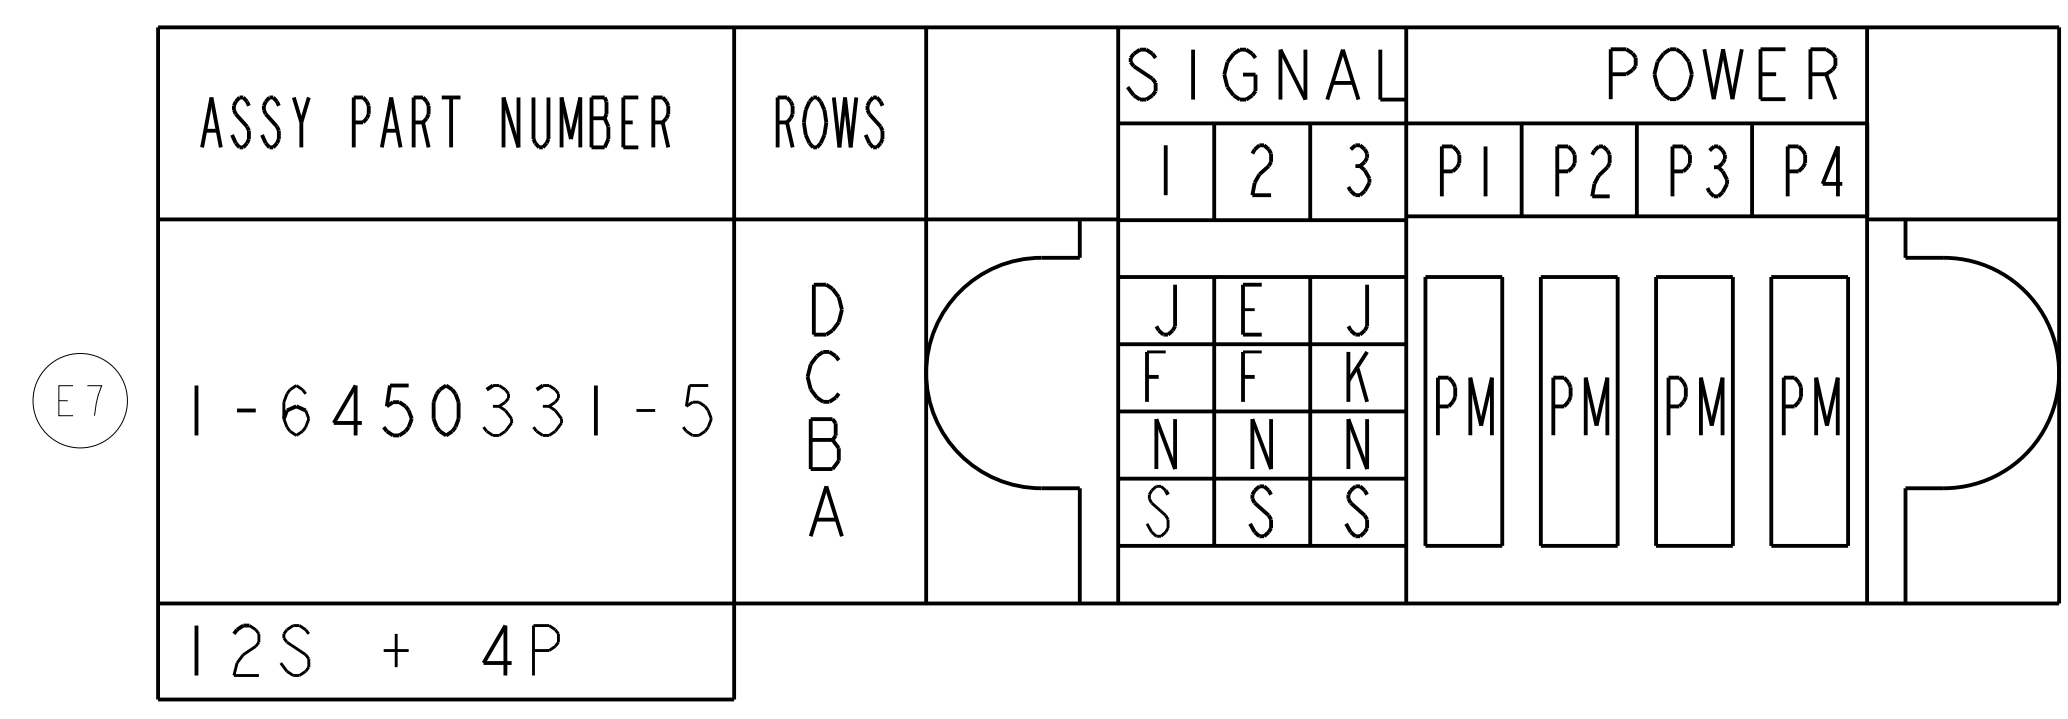 SIGNAL POWER
ASSY PART NUMBER ROWS
1 2 3 P1 P2 P3 P4
D J E J
C F F K
E7 1-6450331-5 PM PM PM PM
B N N N
A S S S
12S + 4P